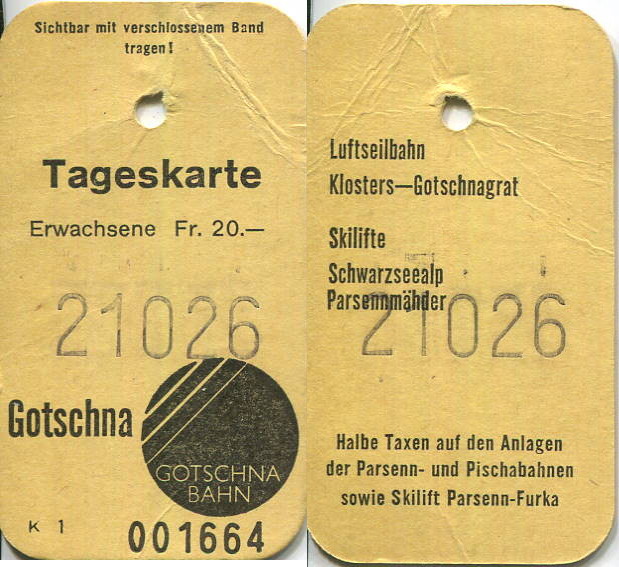 Sichtbar mit verschlossenem Band
tragen!
Tageskarte
Erwachsene Fr. 20.—
21026
Gotschna
GOTSCHNA
BAHN
K 1
001664
Luftseilbahn
Klosters—Gotschnagrat
Skilifte
Schwarzseealp
Parsennmähder
21026
Halbe Taxen auf den Anlagen
der Parsenn- und Pischabahnen
sowie Skilift Parsenn-Furka